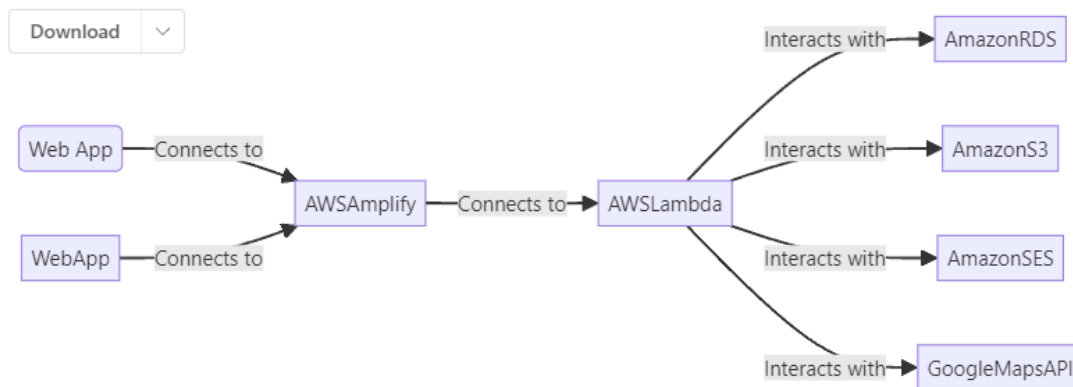 Download
Interacts with
AmazonRDS
Web App
Connects to
Interacts with
AmazonS3
AWSAmplify
Connects to
AWSLambda
WebApp
Connects to
Interacts with
AmazonSES
Interacts with
GoogleMapsAPI